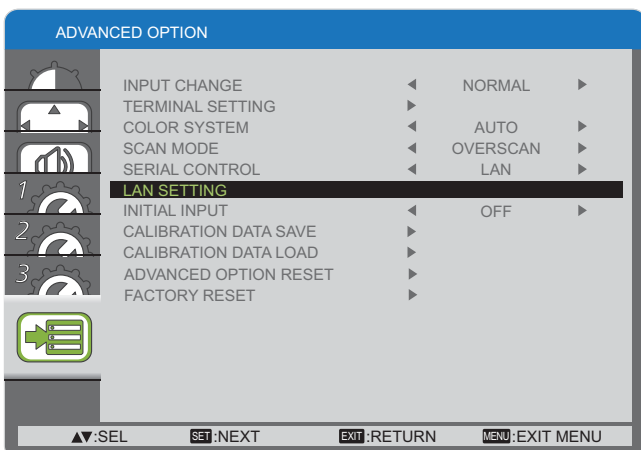 ADVANCED OPTION
INPUT CHANGE NORMAL
TERMINAL SETTING
COLOR SYSTEM AUTO
SCAN MODE OVERSCAN
SERIAL CONTROL LAN
LAN SETTING
INITIAL INPUT OFF
CALIBRATION DATA SAVE
CALIBRATION DATA LOAD
ADVANCED OPTION RESET
FACTORY RESET
1
2
3
▲▼:SEL SET:NEXT EXIT:RETURN MENU:EXIT MENU